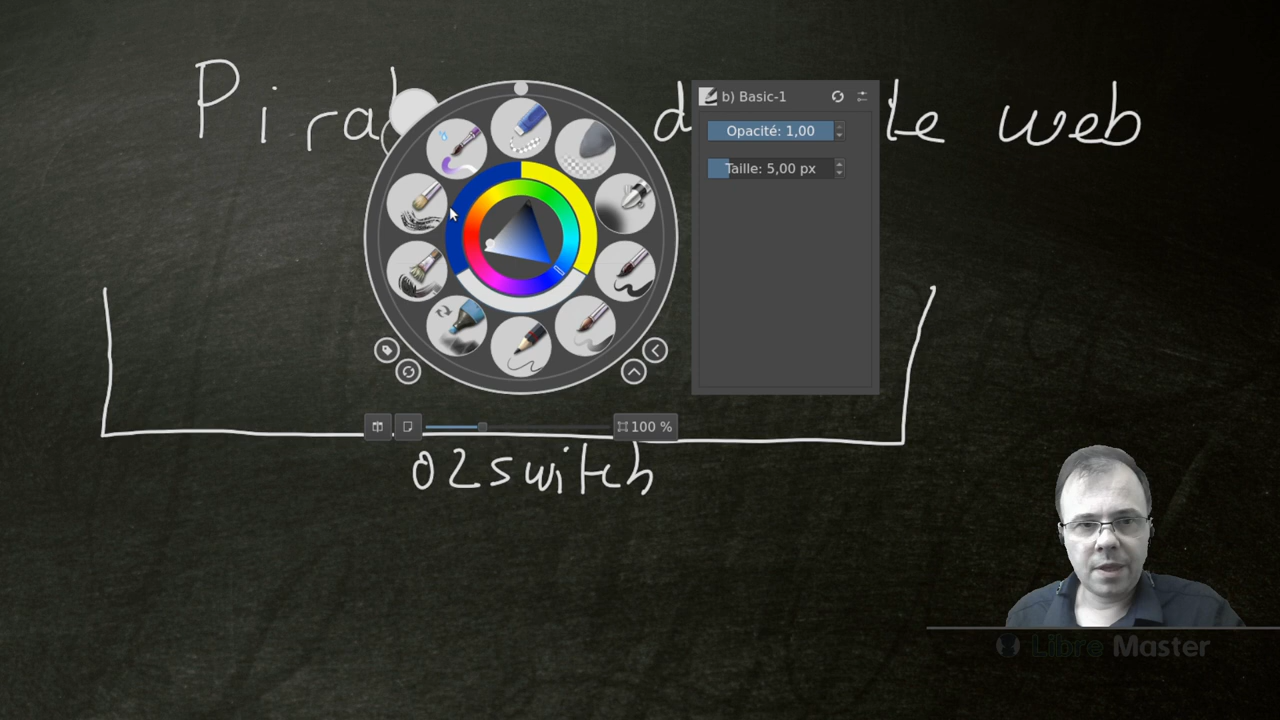 Pira d te web
b) Basic-1
Opacité: 1,00
Taille: 5,00 px
100 %
o2switch
Libre Master